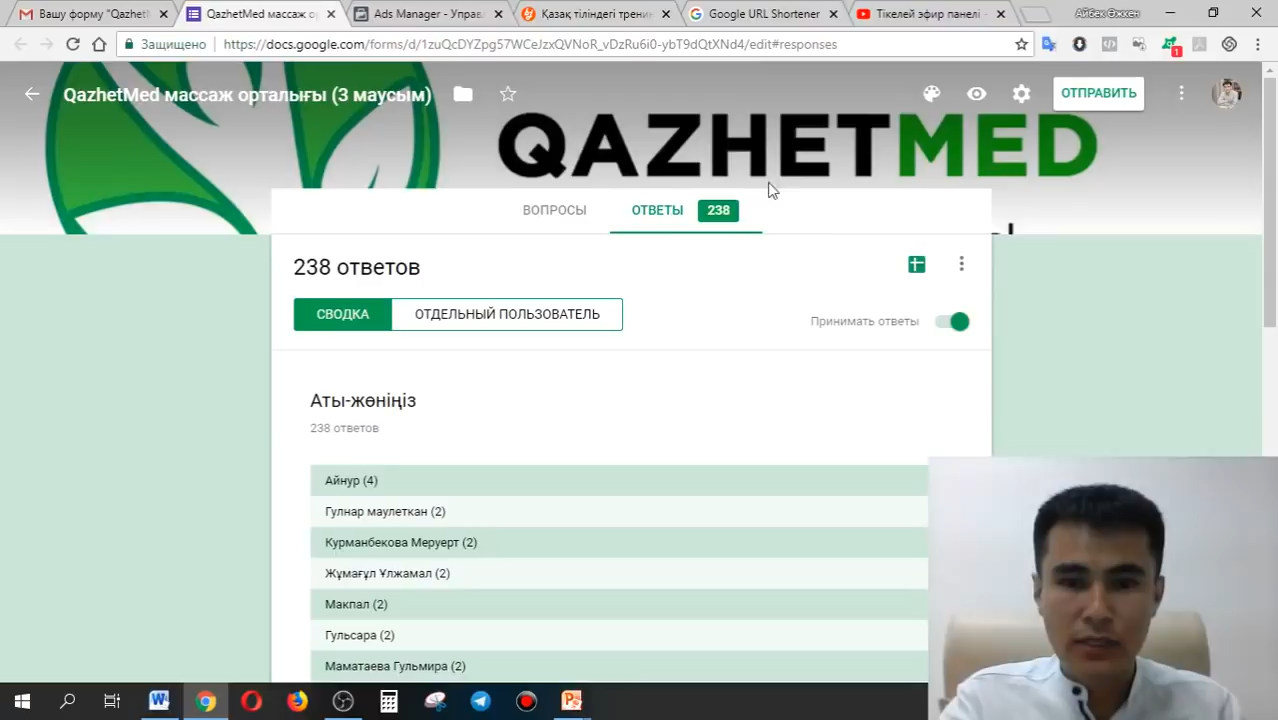 Вашу форму "Qazhet
QazhetMed массаж о
Ads Manager - Управ
Қазақ тіліндегі трени
Google URL Shortener
Тікелей эфир панелі -
Айбек Өккен
Защищено
https://docs.google.com/forms/d/1zuQcDYZpg57WCeJzxQVNoR_vDzRu6i0-ybT9dQtXNd4/edit#responses
1
QazhetMed массаж орталығы (3 маусым)
ОТПРАВИТЬ
QAZHETMED
ВОПРОСЫ
ОТВЕТЫ 238
238 ответов
СВОДКА
ОТДЕЛЬНЫЙ ПОЛЬЗОВАТЕЛЬ
Принимать ответы
Аты-жөніңіз
238 ответов
Айнур (4)
Гулнар маулеткан (2)
Курманбекова Меруерт (2)
Жұмағұл Ұлжамал (2)
Макпал (2)
Гульсара (2)
Маматаева Гульмира (2)